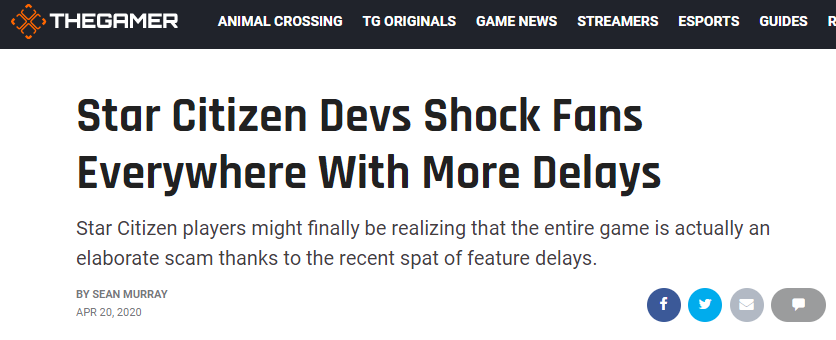 THEGAMER ANIMAL CROSSING TG ORIGINALS GAME NEWS STREAMERS ESPORTS GUIDES R
Star Citizen Devs Shock Fans
Everywhere With More Delays
Star Citizen players might finally be realizing that the entire game is actually an
elaborate scam thanks to the recent spat of feature delays.
BY SEAN MURRAY
APR 20, 2020
f